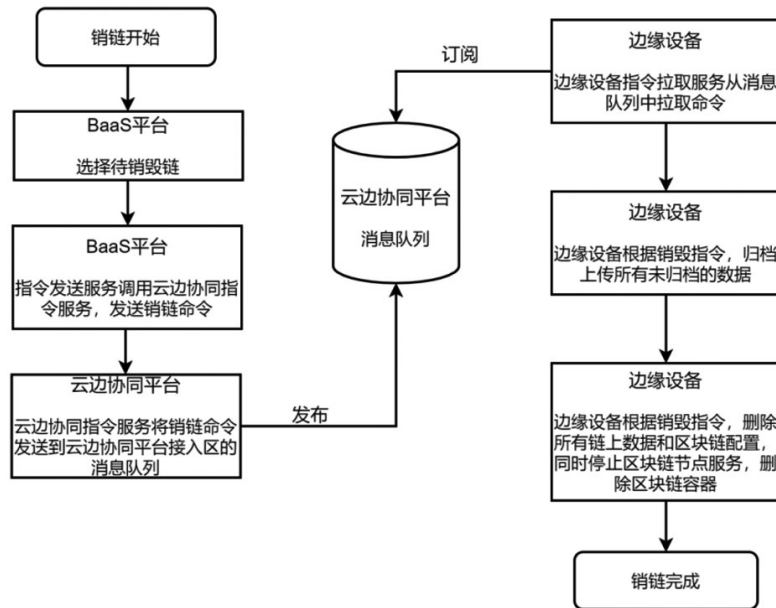 销链开始
BaaS平台
选择待销毁链
BaaS平台
指令发送服务调用云边协同指
令服务，发送销链命令
云边协同平台
云边协同指令服务将销链命令
发送到云边协同平台接入区的
消息队列
发布
订阅
云边协同平台
消息队列
边缘设备
边缘设备指令拉取服务从消息
队列中拉取命令
边缘设备
边缘设备根据销毁指令，归档
上传所有未归档的数据
边缘设备
边缘设备根据销毁指令，删除
所有链上数据和区块链配置，
同时停止区块链节点服务，删
除区块链容器
销链完成